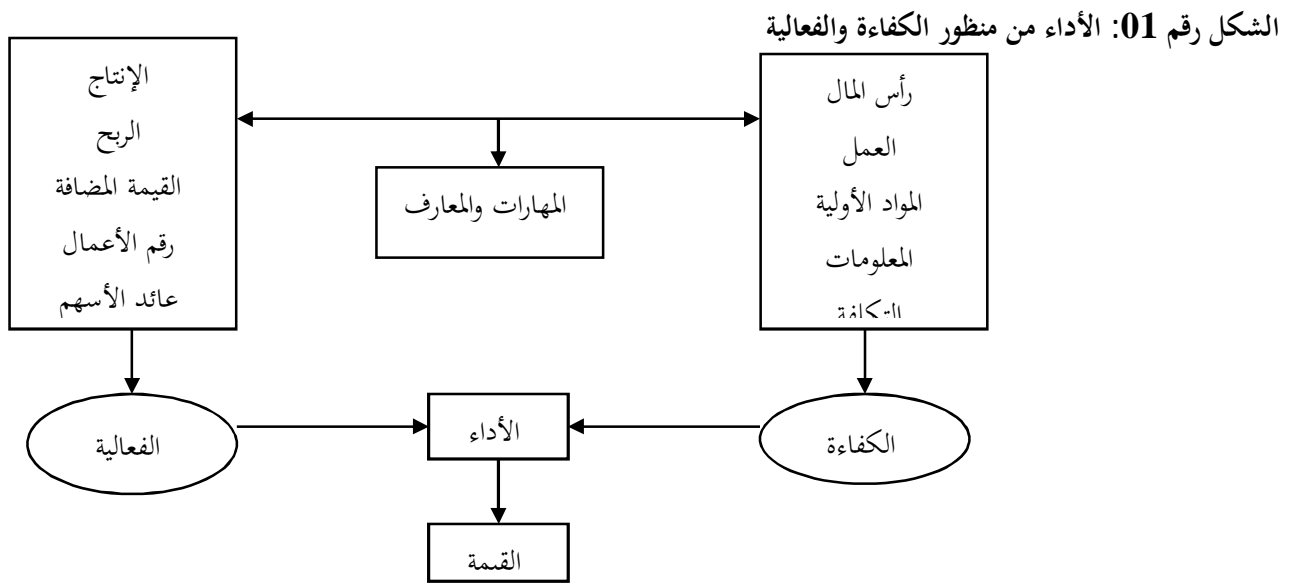 الشكل رقم 01: الأداء من منظور الكفاءة والفعالية
رأس المال
العمل
المواد الأولية
المعلومات
التكلفة
المهارات والمعارف
الإنتاج
الربح
القيمة المضافة
رقم الأعمال
عائد الأسهم
الكفاءة
الأداء
الفعالية
القيمة